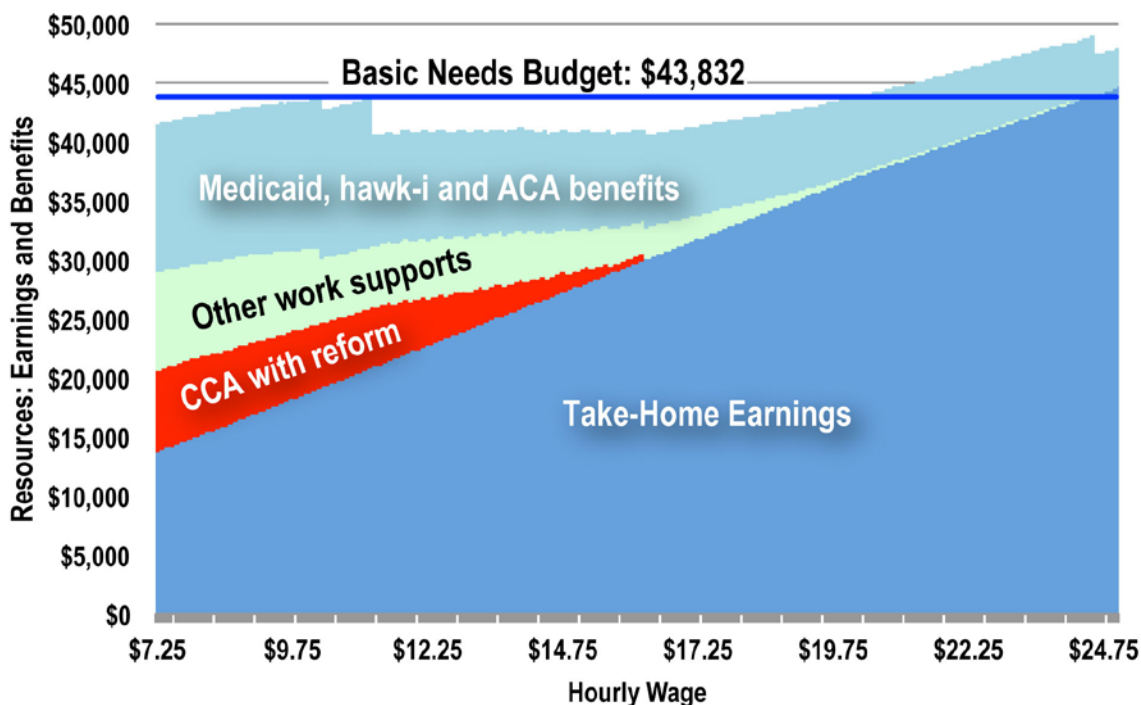 $50,000
Basic Needs Budget: $43,832
$45,000
$40,000
Medicaid, hawk-i and ACA benefits
$35,000
$30,000
Other work supports
$25,000
CCA with reform
$20,000
Take-Home Earnings
$15,000
$10,000
$5,000
$0
Resources: Earnings and Benefits
$7.25 $9.75 $12.25 $14.75 $17.25 $19.75 $22.25 $24.75
Hourly Wage